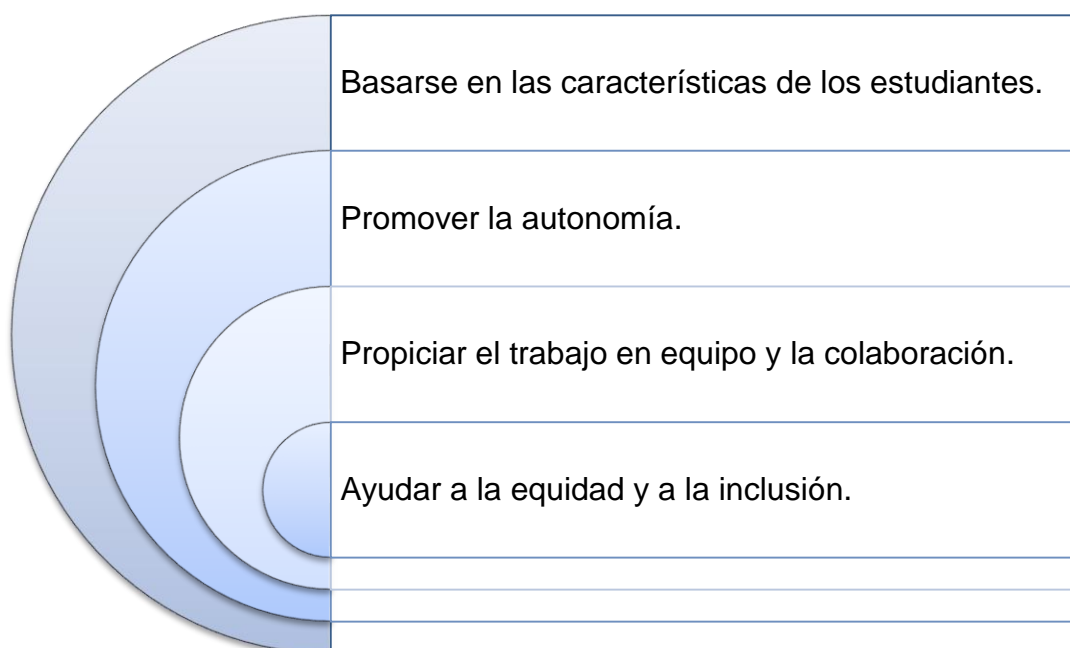 Basarse en las características de los estudiantes.
Promover la autonomía.
Propiciar el trabajo en equipo y la colaboración.
Ayudar a la equidad y a la inclusión.